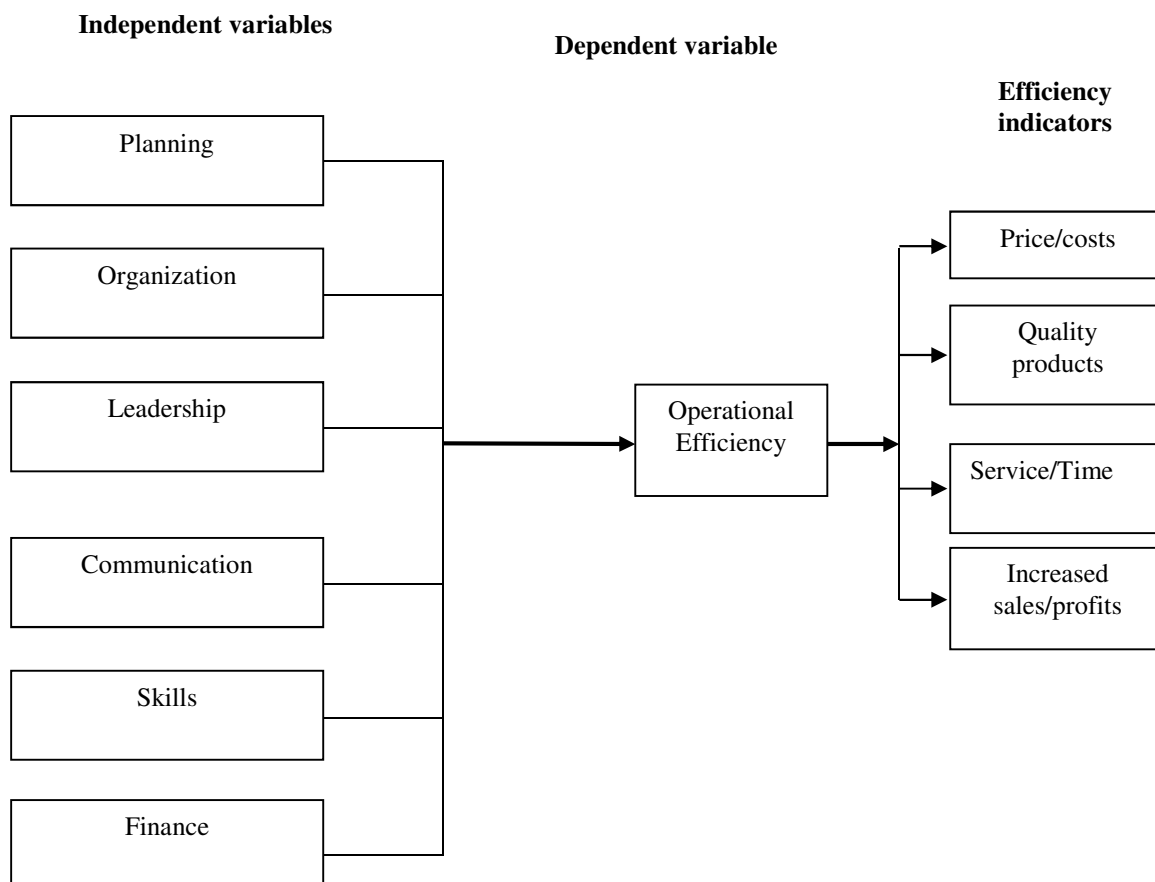 Independent variables
Dependent variable
Efficiency
indicators
Planning
Organization
Leadership
Communication
Skills
Finance
Operational
Efficiency
Price/costs
Quality
products
Service/Time
Increased
sales/profits